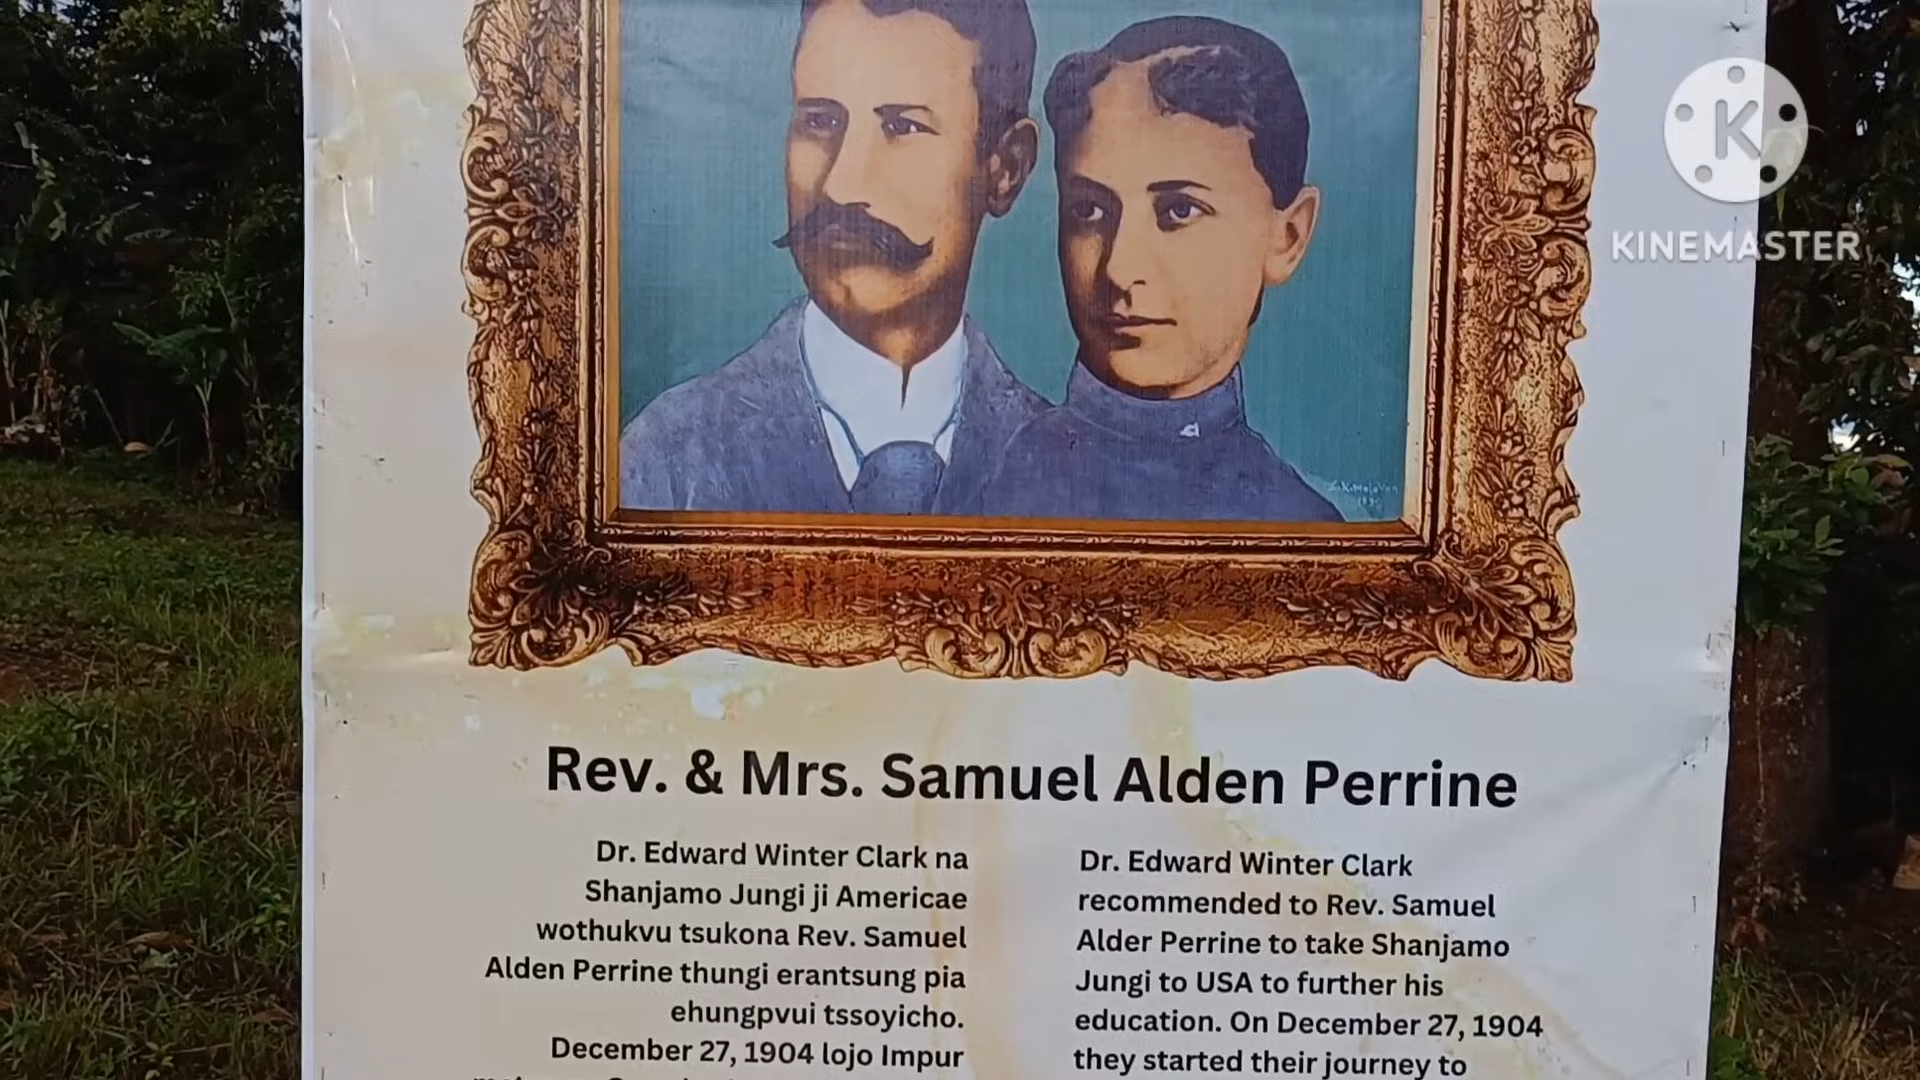 K
KINEMASTER
Rev. & Mrs. Samuel Alden Perrine
Dr. Edward Winter Clark na
Shanjamo Jungi ji Americae
wothukvu tsukona Rev. Samuel
Alden Perrine thungi erantsung pia
ehungpvui tssoyicho.
December 27, 1904 lojo Impur
Dr. Edward Winter Clark
recommended to Rev. Samuel
Alder Perrine to take Shanjamo
Jungi to USA to further his
education. On December 27, 1904
they started their journey to